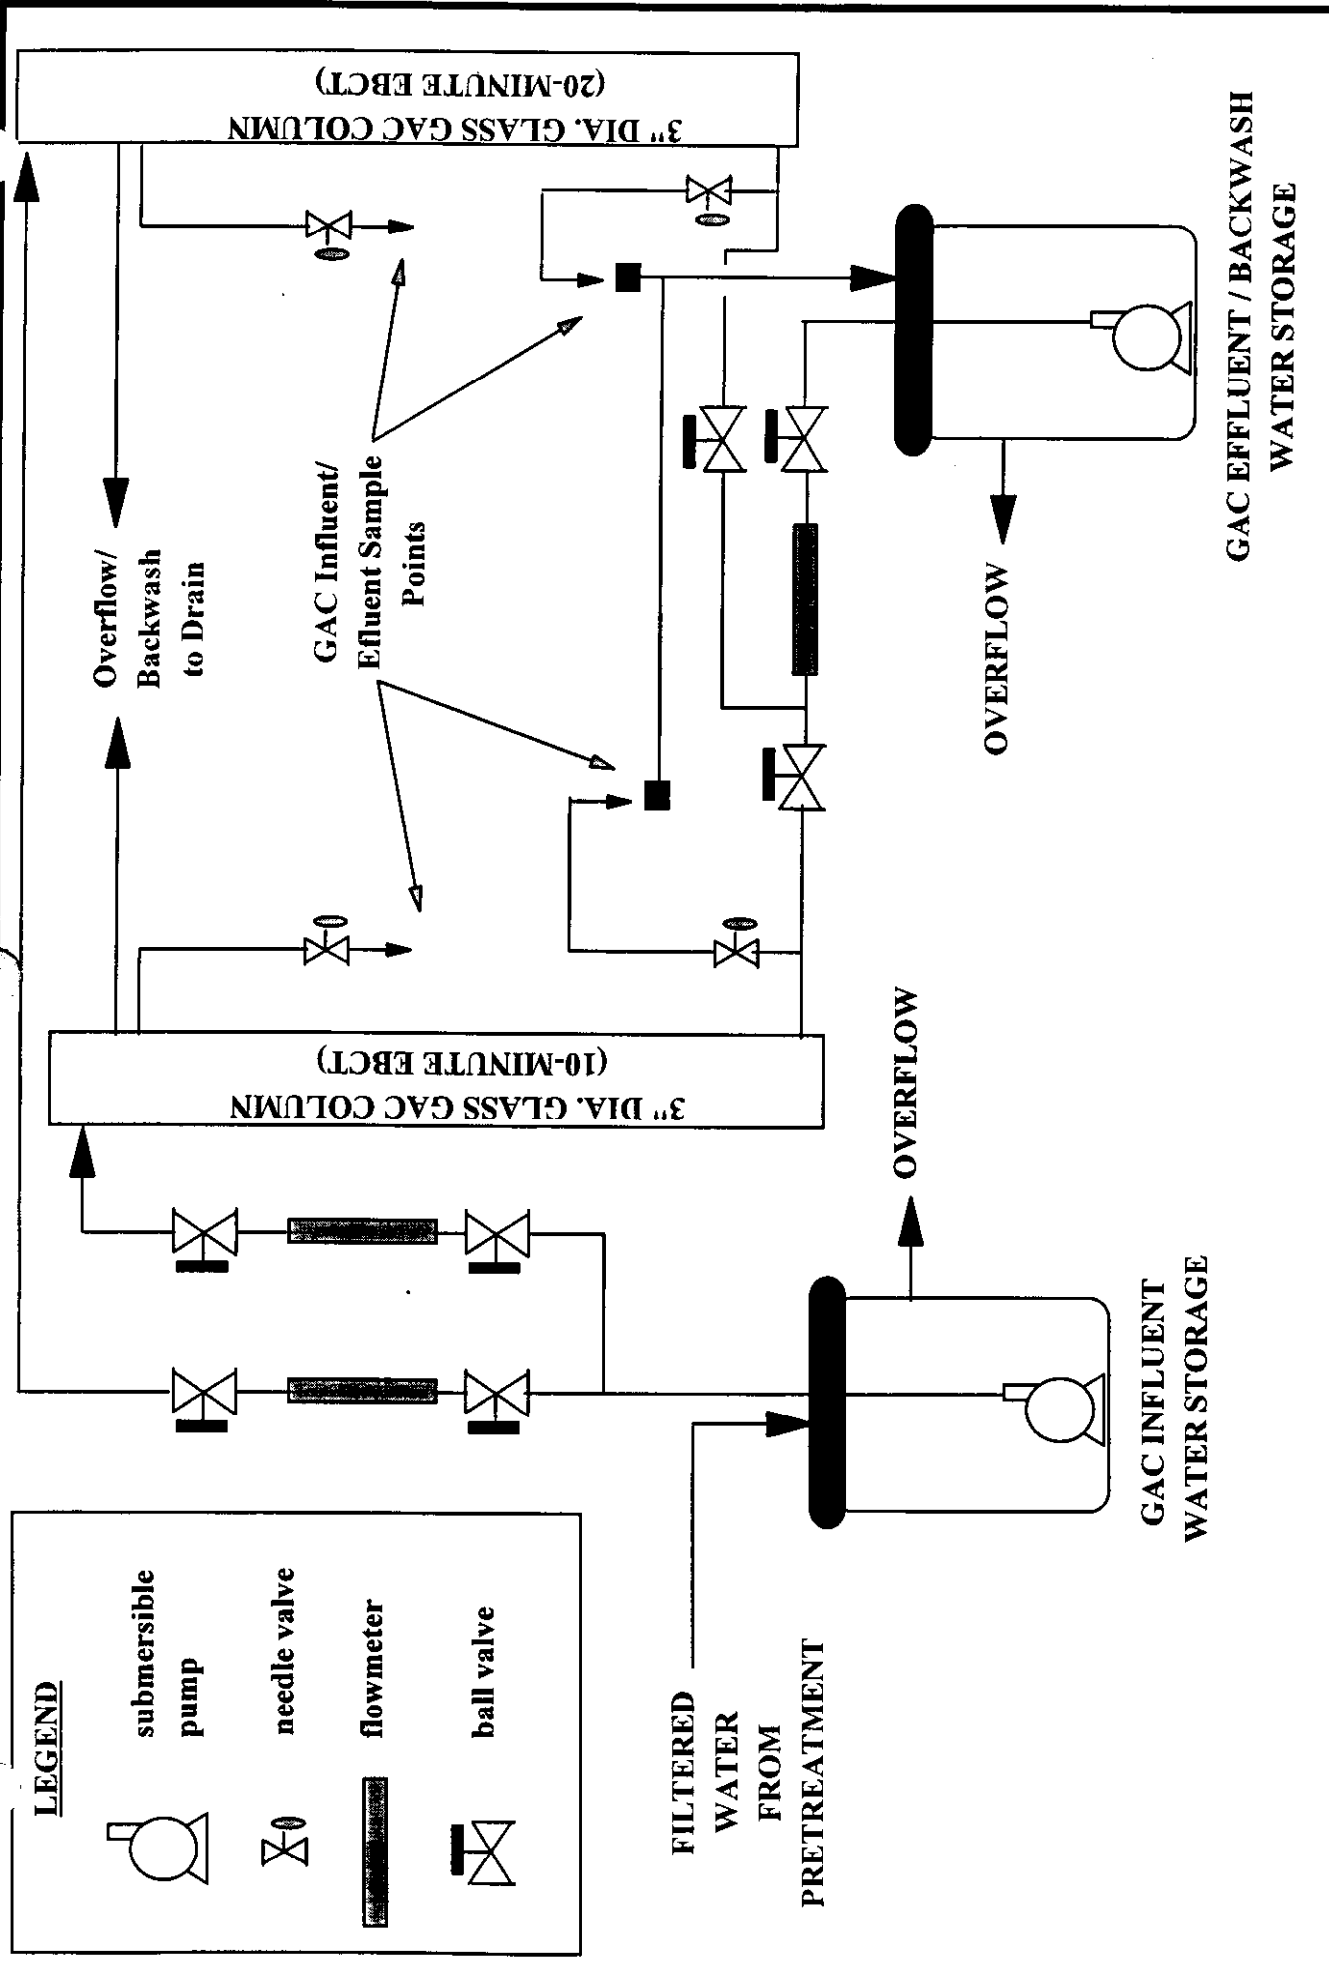 LEGEND
submersible
pump
needle valve
flowmeter
ball valve
FILTERED
WATER
FROM
PRETREATMENT
GAC INFLUENT
WATER STORAGE
OVERFLOW
3" DIA. GLASS GAC COLUMN
(10-MINUTE EBCT)
Overflow/
Backwash
to Drain
GAC Influent/
Efluent Sample
Points
3" DIA. GLASS GAC COLUMN
(20-MINUTE EBCT)
OVERFLOW
GAC EFFLUENT / BACKWASH
WATER STORAGE